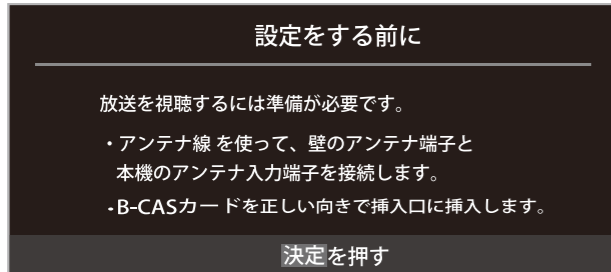 設定をする前に
放送を視聴するには準備が必要です。
・アンテナ線 を使って、壁のアンテナ端子と
本機のアンテナ入力端子を接続します。
・B-CASカードを正しい向きで挿入口に挿入します。
決定を押す